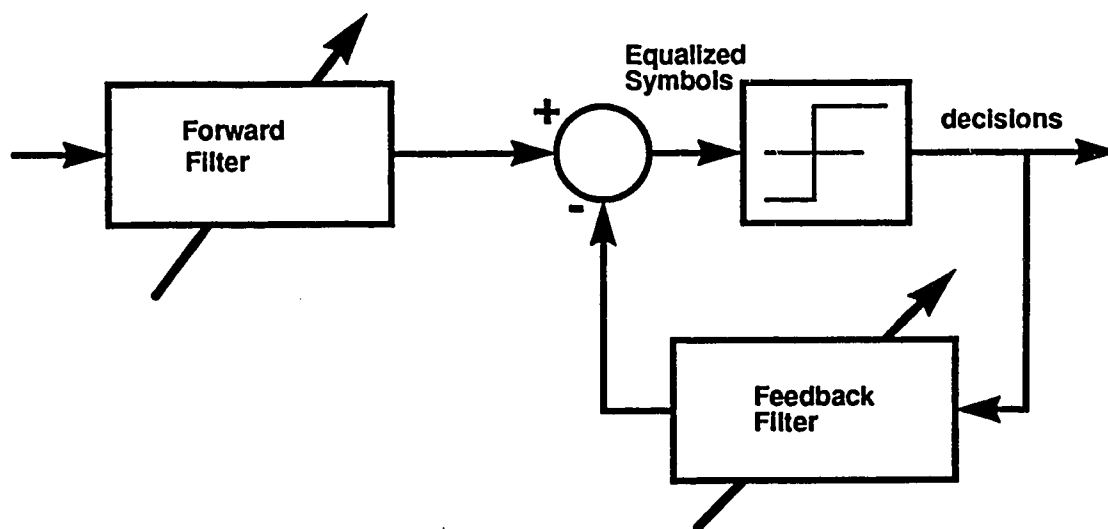 Forward
Filter
+
-
Equalized
Symbols
decisions
Feedback
Filter